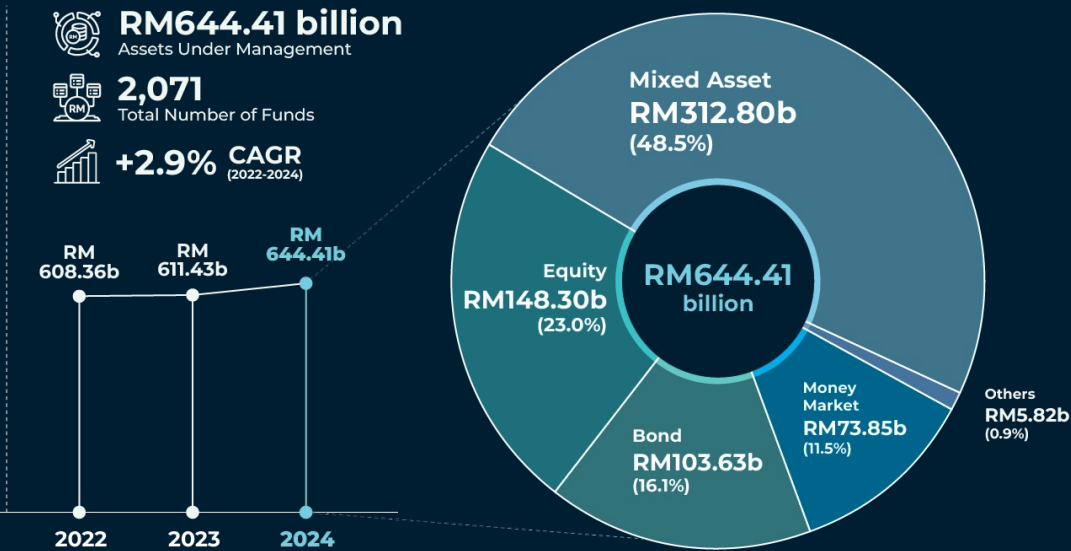 RM644.41 billion
Assets Under Management
RM
2,071
Total Number of Funds
RM
+2.9% CAGR
(2022-2024)
RM
608.36b
RM
611.43b
RM
644.41b
2022
2023
2024
Mixed Asset
RM312.80b
(48.5%)
Equity
RM148.30b
(23.0%)
RM644.41
billion
Bond
RM103.63b
(16.1%)
Money
Market
RM73.85b
(11.5%)
Others
RM5.82b
(0.9%)